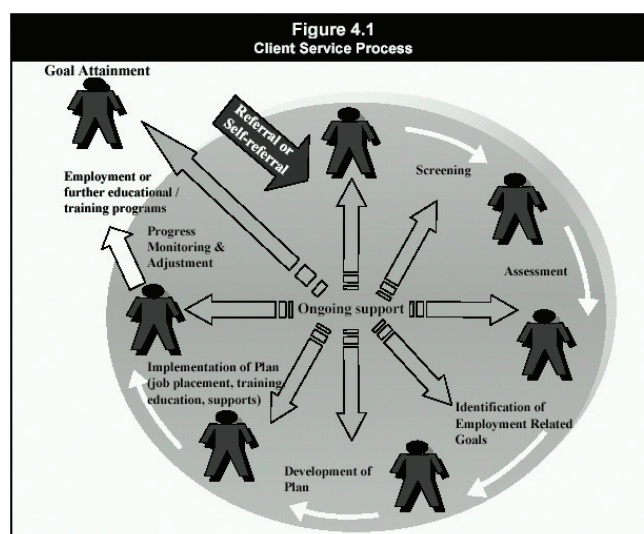 Figure 4.1
Client Service Process
Goal Attainment
Referral or
Self-referral
Screening
Employment or
further educational /
training programs
Progress
Monitoring &
Adjustment
Assessment
Ongoing support
Implementation of Plan
(job placement, training
education, supports)
Identification of
Employment Related
Goals
Development of
Plan